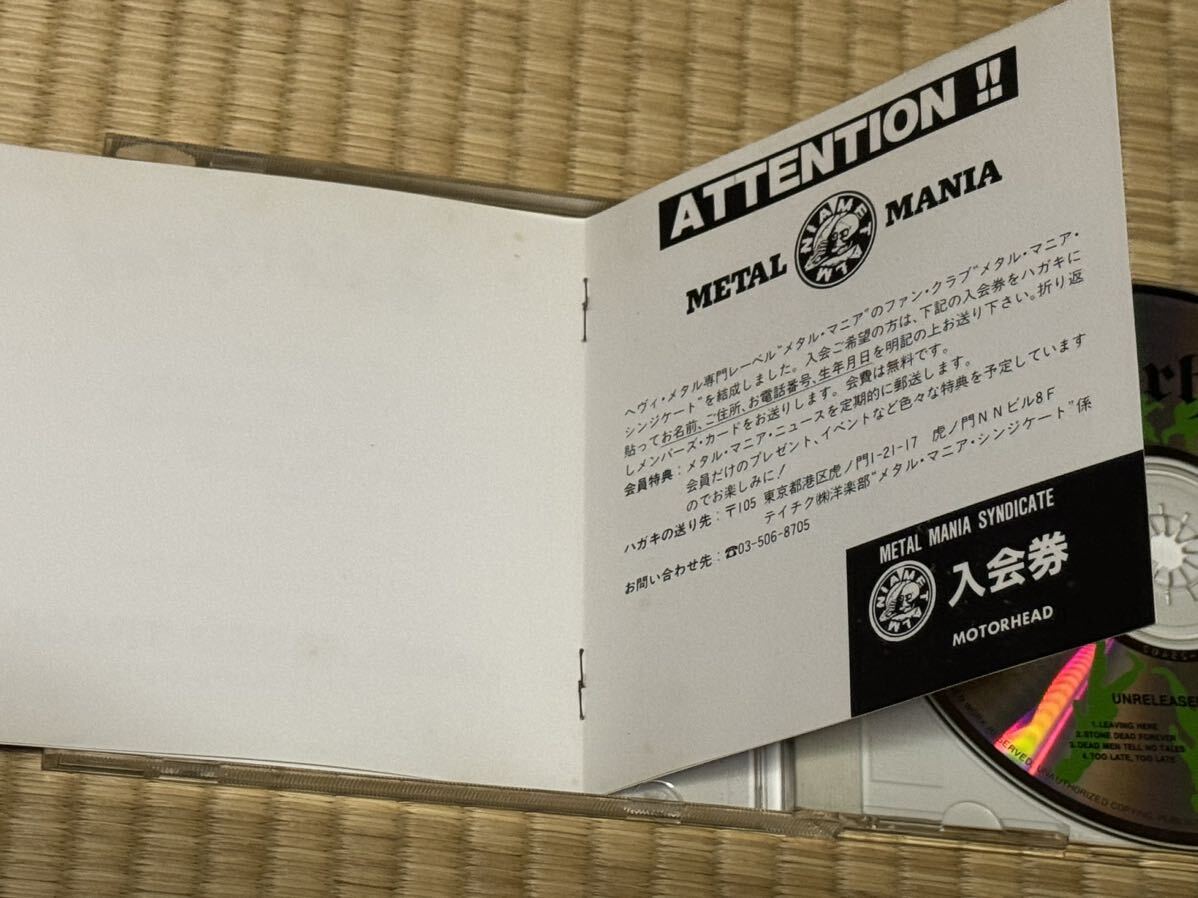 ATTENTION!!
METAL MANIA
NIAMET
ヘヴィ・メタル専門レーベル"メタル・マニア"のファン・クラブ"メタル・マニア・
シンジケート"を結成しました。入会ご希望の方は、下記の入会券をハガキに
貼ってお名前、ご住所、お電話番号、生年月日を明記の上お送り下さい。折り返
しメンバーズ・カードをお送りします。会費は無料です。
会員特典:メタル・マニア・ニュースを定期的に郵送します。
会員だけのプレゼント、イベントなど色々な特典を予定しています
のでお楽しみに!
ハガキの送り先:〒105 東京都港区虎ノ門1-21-17 虎ノ門NNビル8F
テイチク㈱洋楽部"メタル・マニア・シンジケート"係
お問い合わせ先:☎03-506-8705
METAL MANIA SYNDICATE
NIAMET
入会券
MOTORHEAD
UNRELEASE
1. LEAVING HERE
2. STONE DEAD FOREVER
3. DEAD MEN TELL NO TALES
4. TOO LATE, TOO LATE
UNAUTHORIZED COPYING, PUBLI